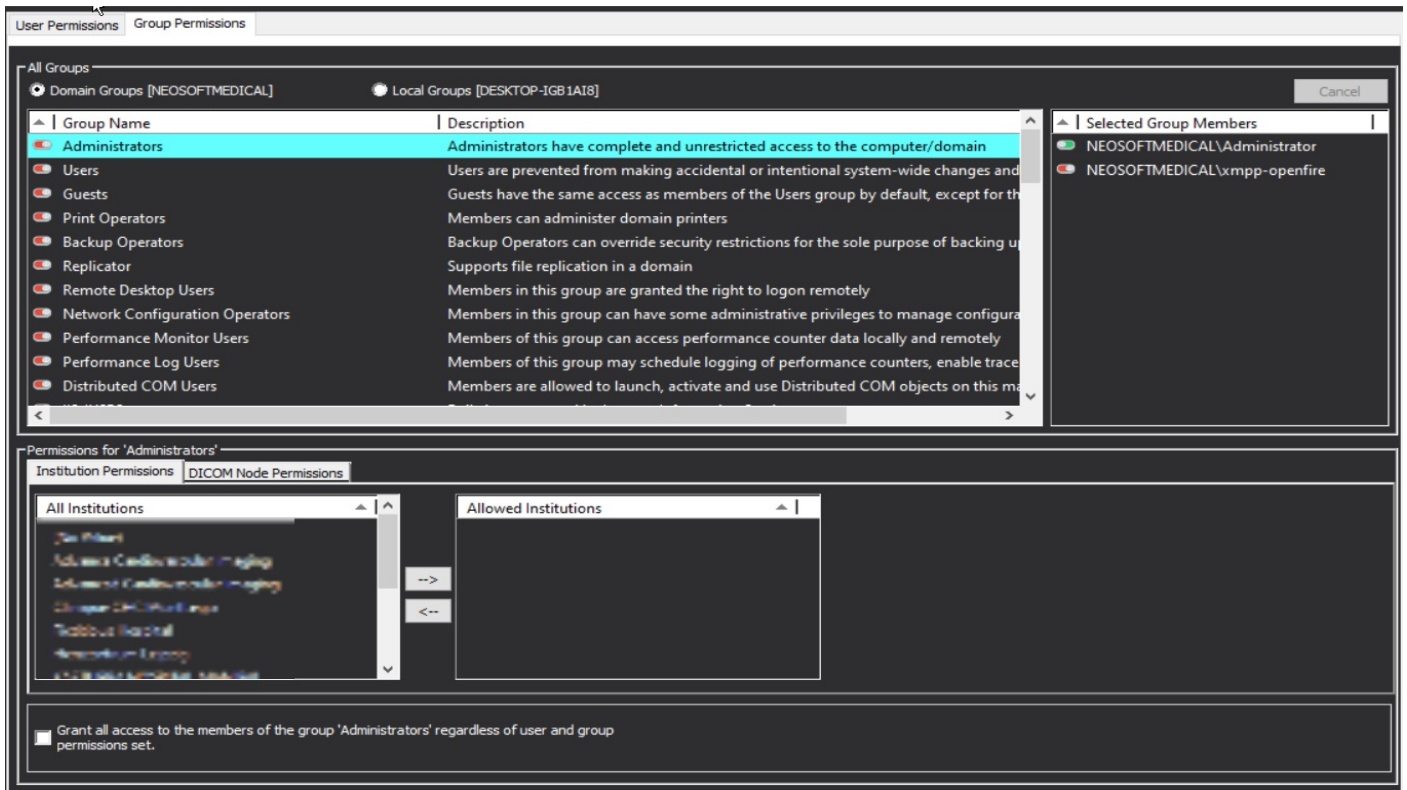 User Permissions Group Permissions
All Groups
Domain Groups [NEOSOFTMEDICAL] Local Groups [DESKTOP-IGB1AI8] Cancel
Group Name Description Selected Group Members
Administrators Administrators have complete and unrestricted access to the computer/domain NEOSOFTMEDICAL\Administrator
Users Users are prevented from making accidental or intentional system-wide changes and NEOSOFTMEDICAL\xmpp-openfire
Guests Guests have the same access as members of the Users group by default, except for th
Print Operators Members can administer domain printers
Backup Operators Backup Operators can override security restrictions for the sole purpose of backing up
Replicator Supports file replication in a domain
Remote Desktop Users Members in this group are granted the right to logon remotely
Network Configuration Operators Members in this group can have some administrative privileges to manage configura
Performance Monitor Users Members of this group can access performance counter data locally and remotely
Performance Log Users Members of this group may schedule logging of performance counters, enable trace
Distributed COM Users Members are allowed to launch, activate and use Distributed COM objects on this ma
Permissions for 'Administrators'
Institution Permissions DICOM Node Permissions
All Institutions Allowed Institutions
-->
<--
Grant all access to the members of the group 'Administrators' regardless of user and group
permissions set.